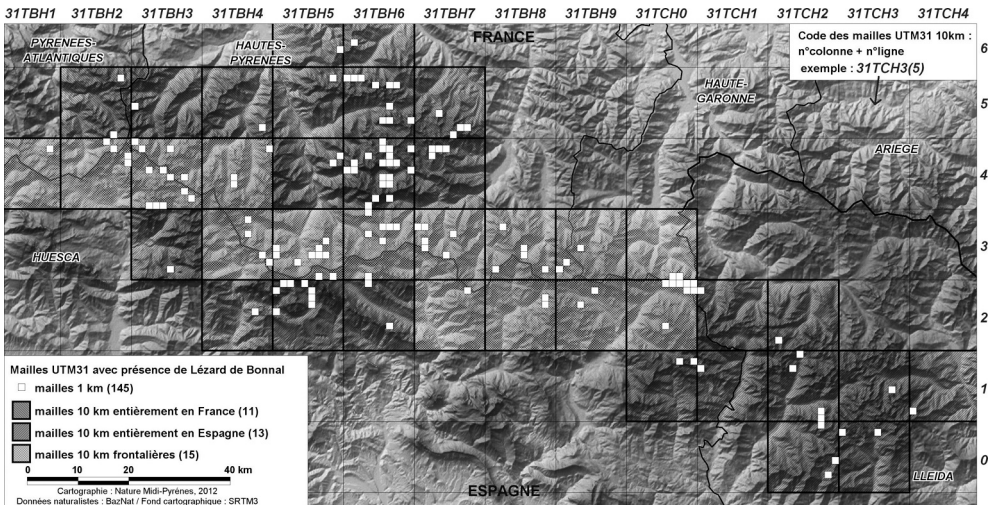 31TBH1 31TBH2 31TBH3 31TBH4 31TBH5 31TBH6 31TBH7 31TBH8 31TBH9 31TCH0 31TCH1 31TCH2 31TCH3 31TCH4
FRANCE
PYRENEES-
ATLANTIQUES
HAUTES-
PYRENEES
HAUTE-
GARONNE
Code des mailles UTM31 10km :
n°colonne + n°ligne
exemple : 31TCH3(5)
6
5
ARIEGE
4
HUESCA
3
2
Mailles UTM31 avec présence de Lézard de Bonnal
mailles 1 km (145)
mailles 10 km entièrement en France (11)
mailles 10 km entièrement en Espagne (13)
mailles 10 km frontalières (15)
0 10 20 40 km
Cartographie : Nature Midi-Pyrénes, 2012
Données naturalistes : BazNat / Fond cartographique : SRTM3
1
0
LLEIDA
ESPAGNE